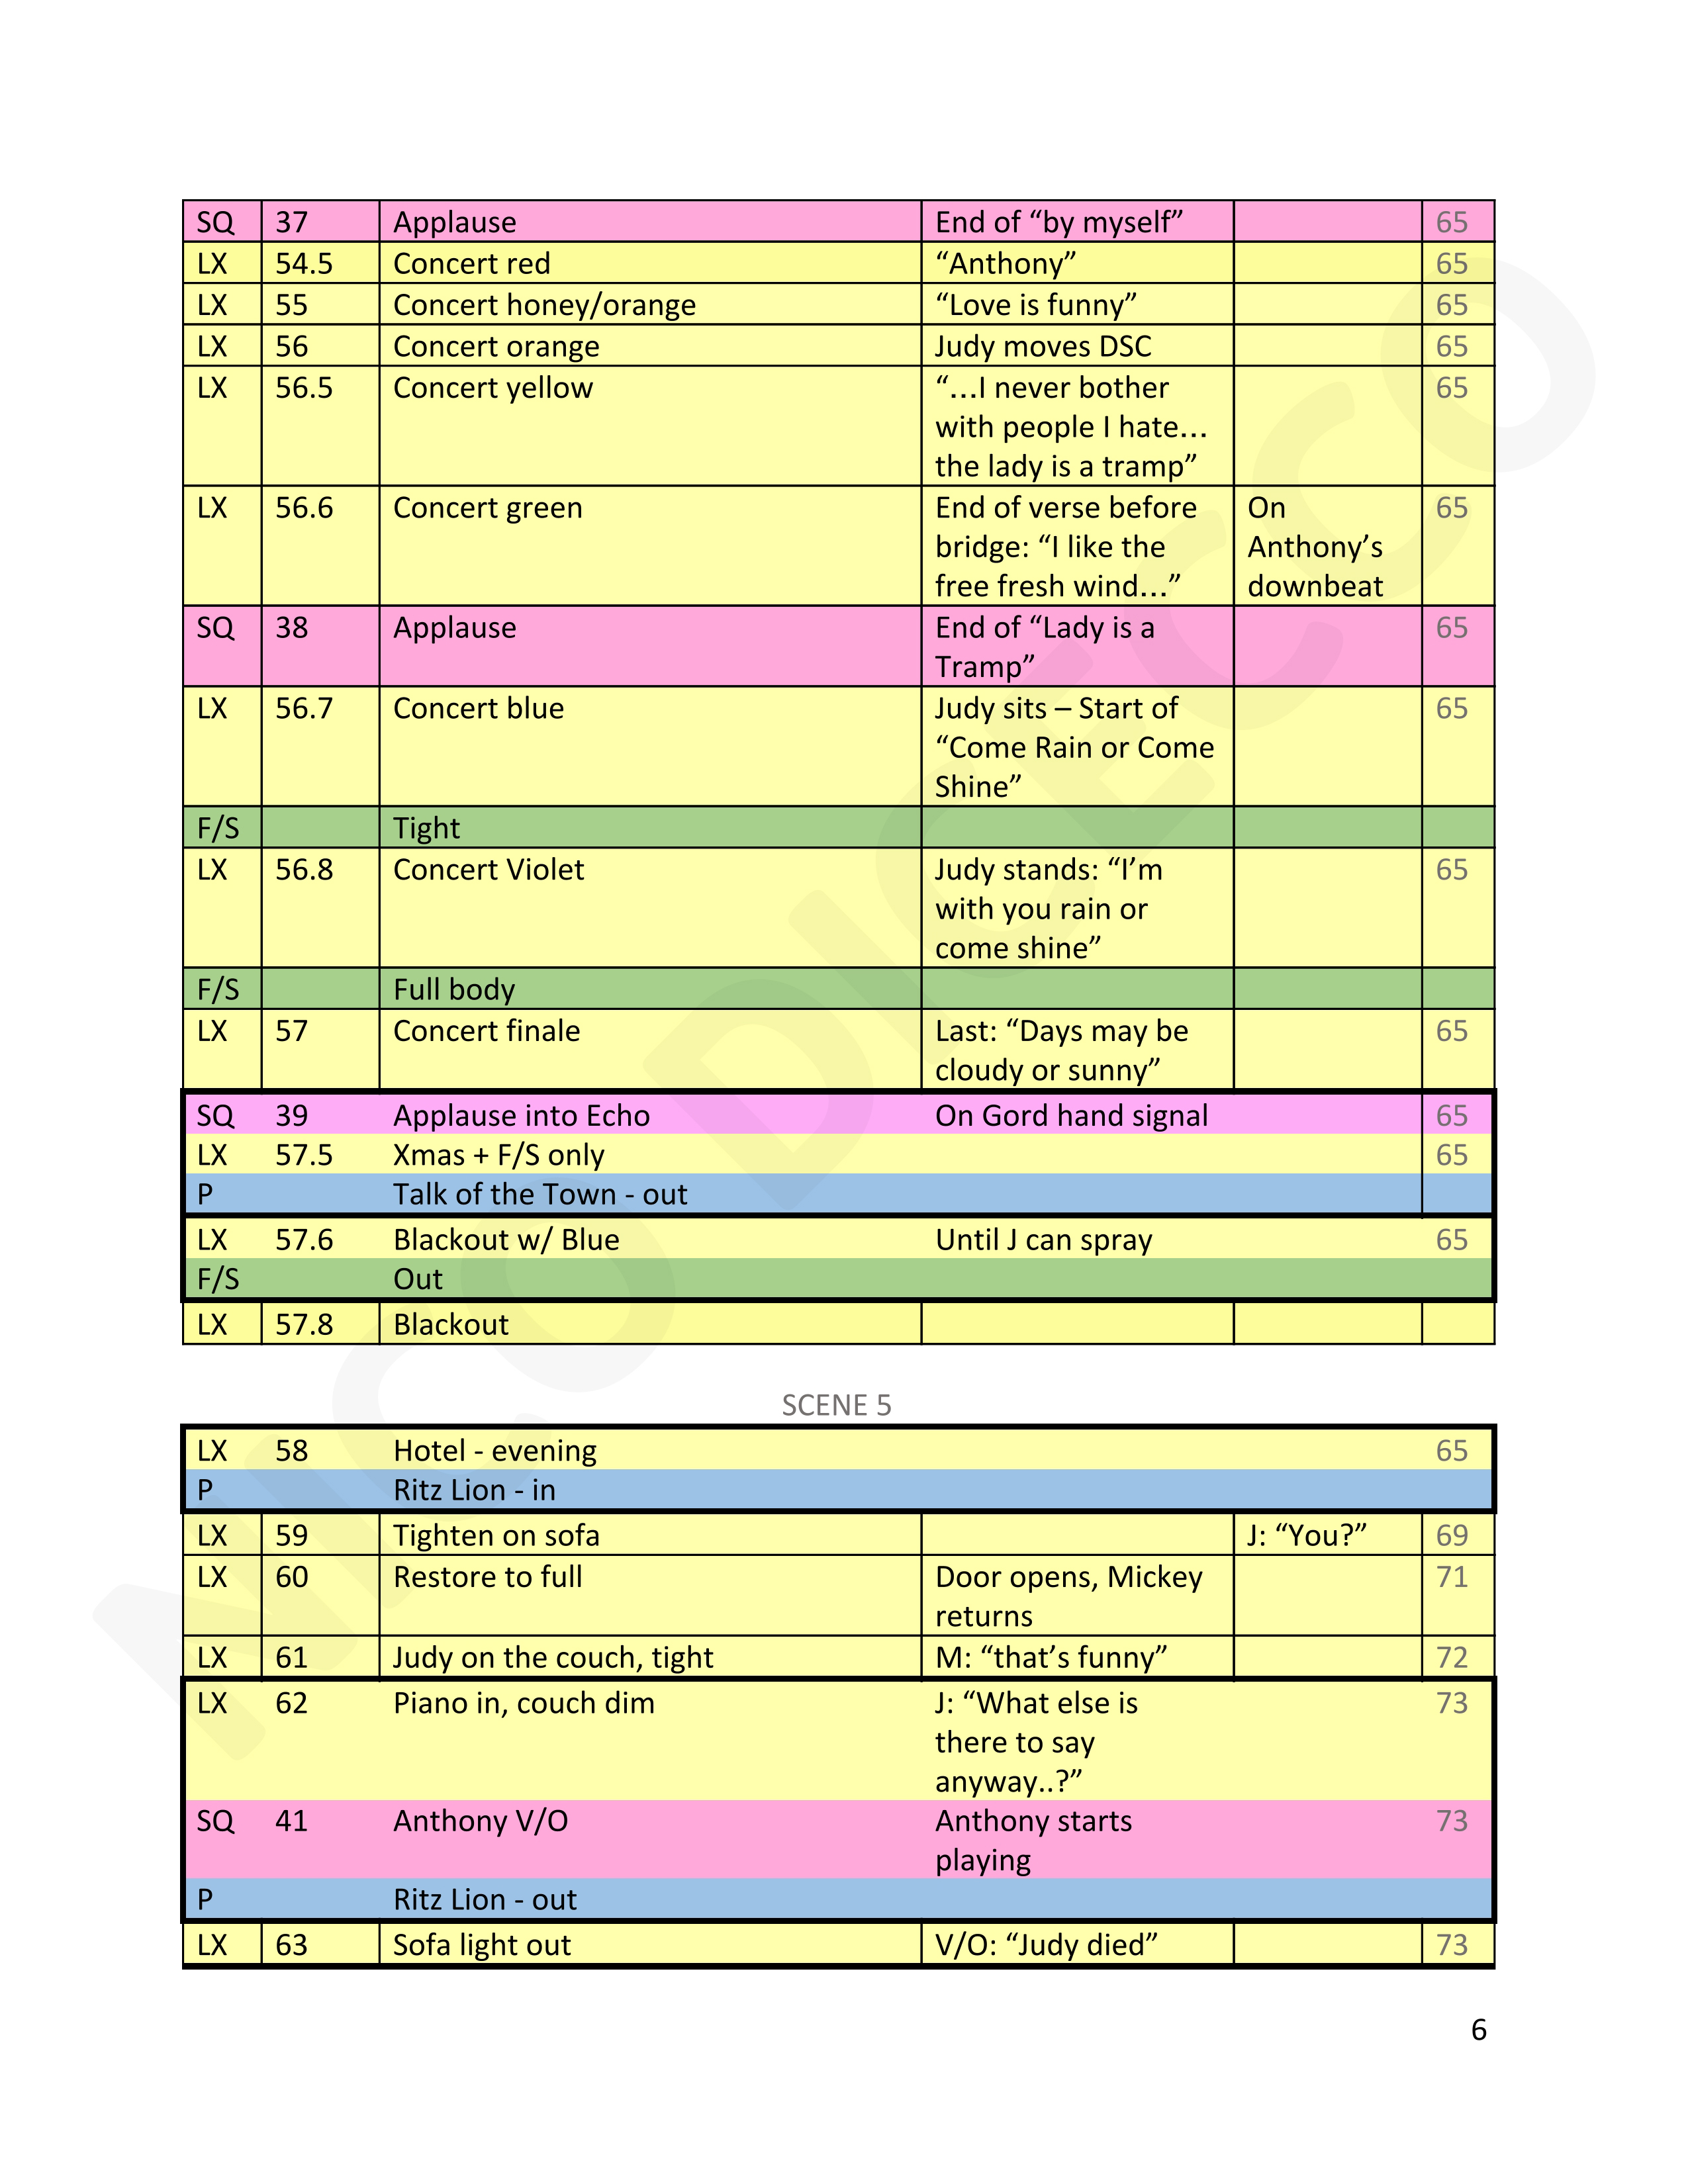 SQ 37 Applause End of “by myself” 65
LX 54.5 Concert red “Anthony” 65
LX 55 Concert honey/orange “Love is funny” 65
LX 56 Concert orange Judy moves DSC 65
LX 56.5 Concert yellow “…I never bother 65
with people I hate…
the lady is a tramp”
LX 56.6 Concert green End of verse before On 65
bridge: “I like the Anthony’s
free fresh wind…” downbeat
SQ 38 Applause End of “Lady is a 65
Tramp”
LX 56.7 Concert blue Judy sits – Start of 65
“Come Rain or Come
Shine”
F/S Tight
LX 56.8 Concert Violet Judy stands: “I’m 65
with you rain or
come shine”
F/S Full body
LX 57 Concert finale Last: “Days may be 65
cloudy or sunny”
SQ 39 Applause into Echo On Gord hand signal 65
LX 57.5 Xmas + F/S only 65
P Talk of the Town - out
LX 57.6 Blackout w/ Blue Until J can spray 65
F/S Out
LX 57.8 Blackout
SCENE 5
LX 58 Hotel - evening 65
P Ritz Lion - in
LX 59 Tighten on sofa J: “You?” 69
LX 60 Restore to full Door opens, Mickey 71
returns
LX 61 Judy on the couch, tight M: “that’s funny” 72
LX 62 Piano in, couch dim J: “What else is 73
there to say
anyway..?”
SQ 41 Anthony V/O Anthony starts 73
playing
P Ritz Lion - out
LX 63 Sofa light out V/O: “Judy died” 73
6
NICO DICECCO